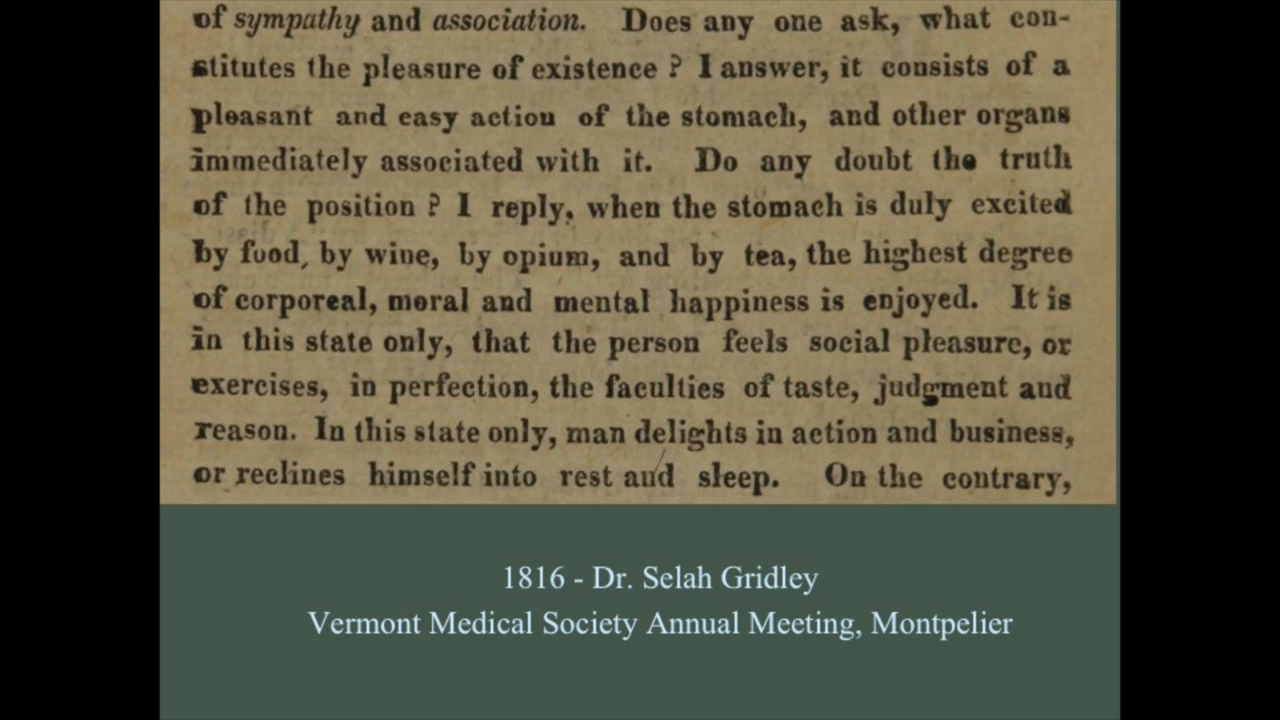 of sympathy and association. Does any one ask, what con-
stitutes the pleasure of existence ? I answer, it consists of a
pleasant and easy action of the stomach, and other organs
immediately associated with it. Do any doubt the truth
of the position ? I reply, when the stomach is duly excited
by food, by wine, by opium, and by tea, the highest degree
of corporeal, moral and mental happiness is enjoyed. It is
in this state only, that the person feels social pleasure, or
exercises, in perfection, the faculties of taste, judgment and
reason. In this state only, man delights in action and business,
or reclines himself into rest and sleep. On the contrary,
1816 - Dr. Selah Gridley
Vermont Medical Society Annual Meeting, Montpelier